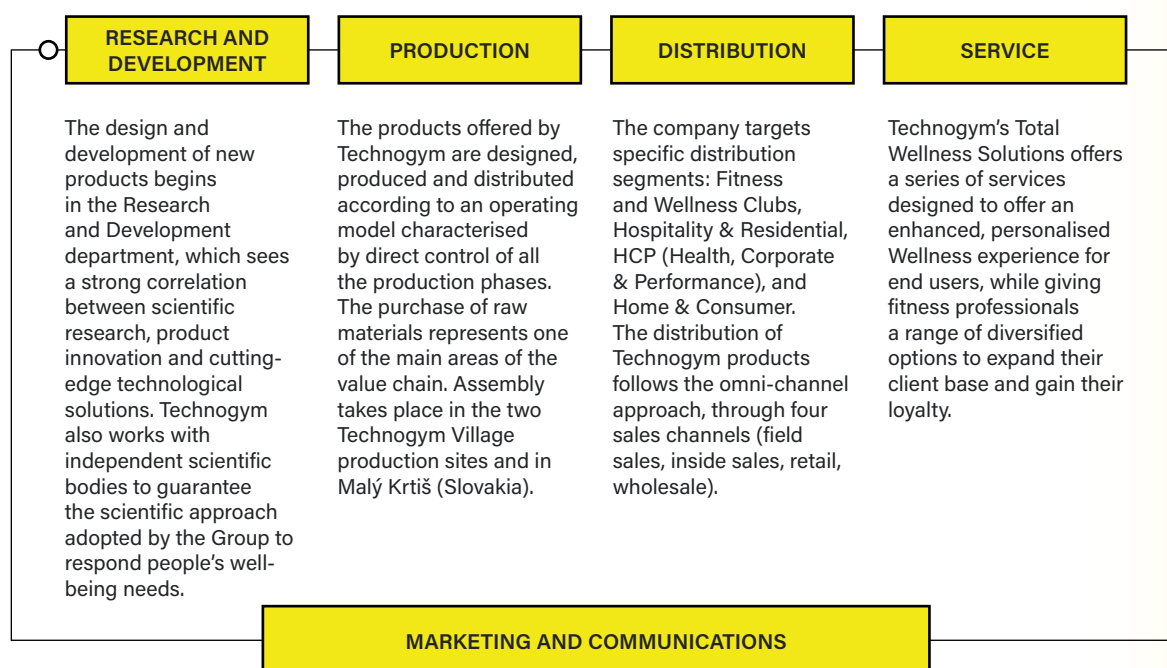 RESEARCH AND
DEVELOPMENT
The design and
development of new
products begins
in the Research
and Development
department, which sees
a strong correlation
between scientific
research, product
innovation and cutting-
edge technological
solutions. Technogym
also works with
independent scientific
bodies to guarantee
the scientific approach
adopted by the Group to
respond people's well-
being needs.
PRODUCTION
The products offered by
Technogym are designed,
produced and distributed
according to an operating
model characterised
by direct control of all
the production phases.
The purchase of raw
materials represents one
of the main areas of the
value chain. Assembly
takes place in the two
Technogym Village
production sites and in
Malý Krtiš (Slovakia).
DISTRIBUTION
The company targets
specific distribution
segments: Fitness
and Wellness Clubs,
Hospitality & Residential,
HCP (Health, Corporate
& Performance), and
Home & Consumer.
The distribution of
Technogym products
follows the omni-channel
approach, through four
sales channels (field
sales, inside sales, retail,
wholesale).
SERVICE
Technogym's Total
Wellness Solutions offers
a series of services
designed to offer an
enhanced, personalised
Wellness experience for
end users, while giving
fitness professionals
a range of diversified
options to expand their
client base and gain their
loyalty.
MARKETING AND COMMUNICATIONS